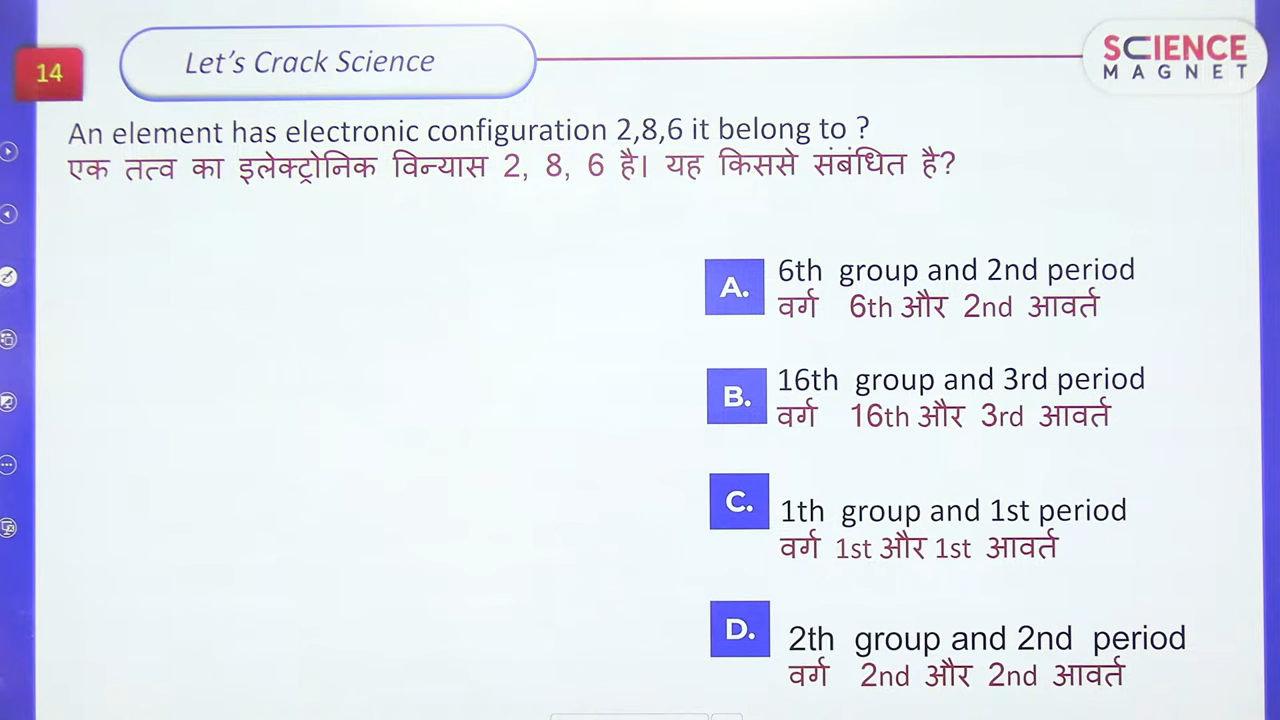 14
Let's Crack Science
SCIENCE
MAGNET
An element has electronic configuration 2,8,6 it belong to ?
एक तत्व का इलेक्ट्रोनिक विन्यास 2, 8, 6 है। यह किससे संबंधित है?
A.
6th group and 2nd period
वर्ग 6th और 2nd आवर्त
B.
16th group and 3rd period
वर्ग 16th और 3rd आवर्त
C.
1th group and 1st period
वर्ग 1st और 1st आवर्त
D.
2th group and 2nd period
वर्ग 2nd और 2nd आवर्त